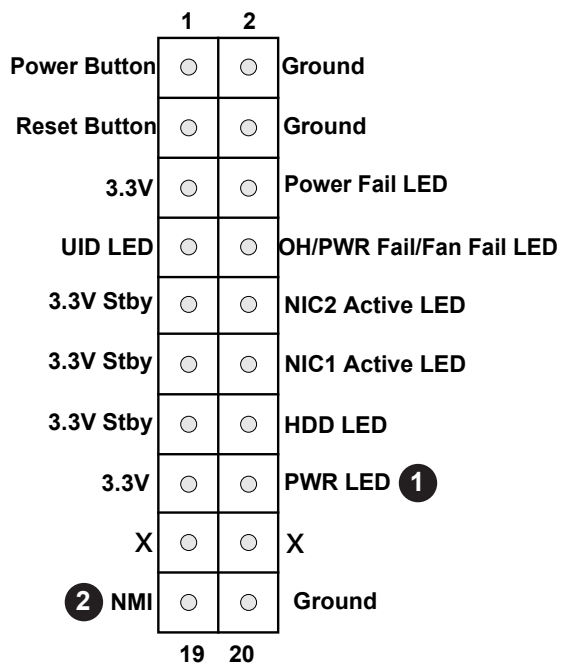 1 2
Power Button Ground
Reset Button Ground
3.3V Power Fail LED
UID LED OH/PWR Fail/Fan Fail LED
3.3V Stby NIC2 Active LED
3.3V Stby NIC1 Active LED
3.3V Stby HDD LED
3.3V PWR LED 1
X X
2 NMI Ground
19 20